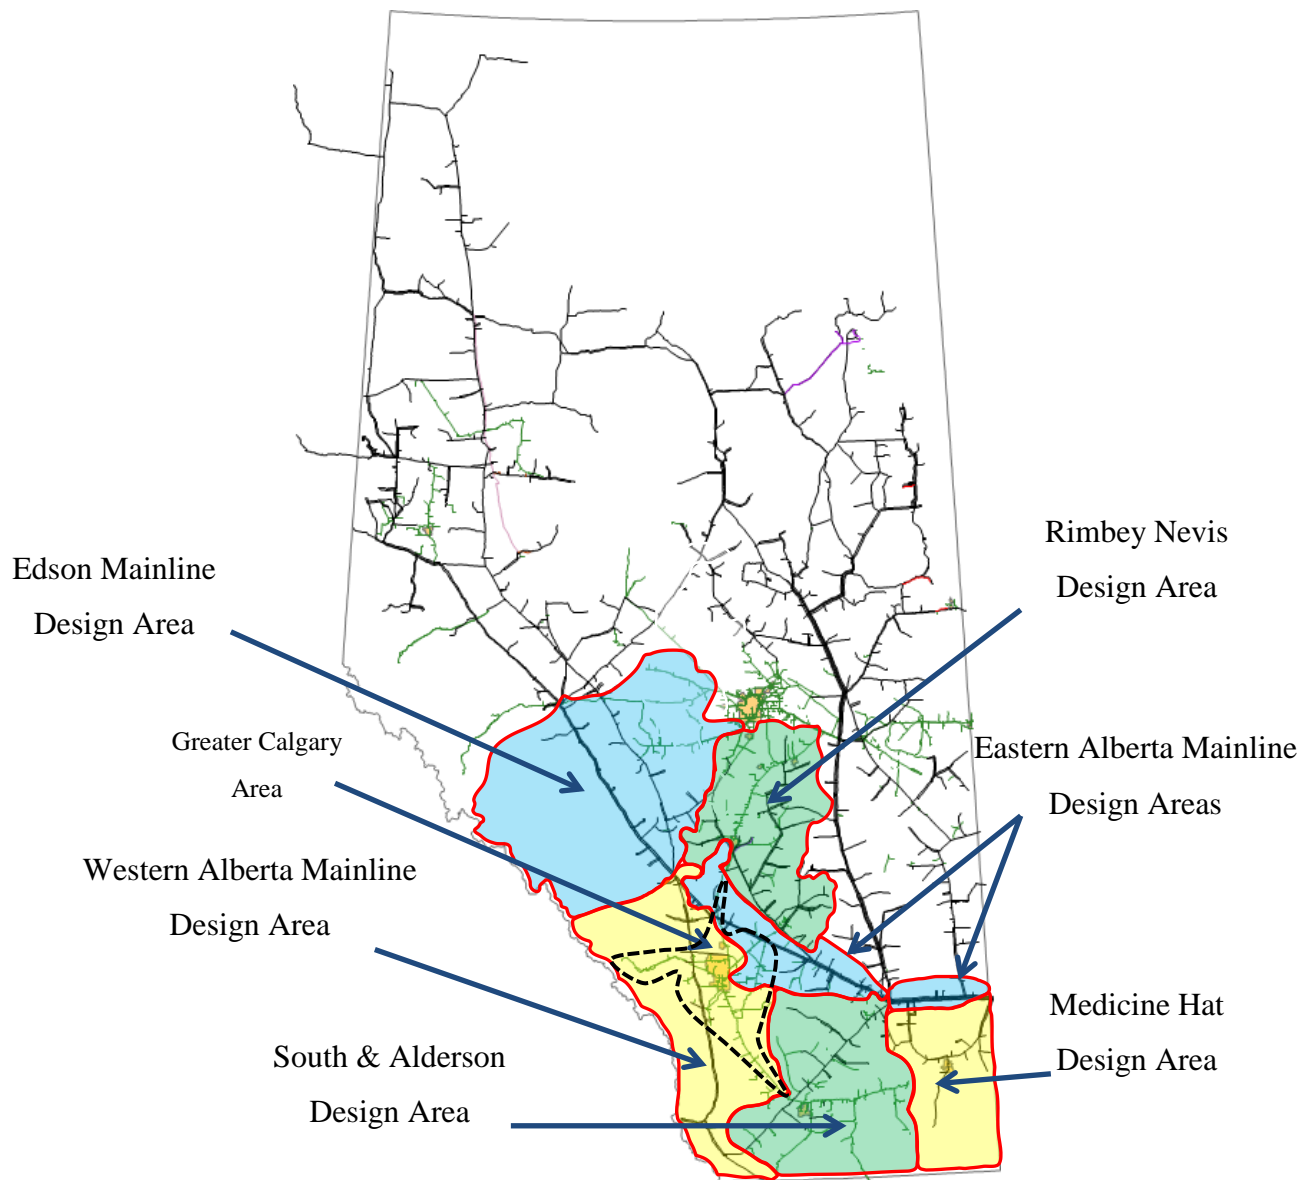 Rimbey Nevis
Design Area
Edson Mainline
Design Area
Greater Calgary
Area
Eastern Alberta Mainline
Design Areas
Western Alberta Mainline
Design Area
Medicine Hat
Design Area
South & Alderson
Design Area